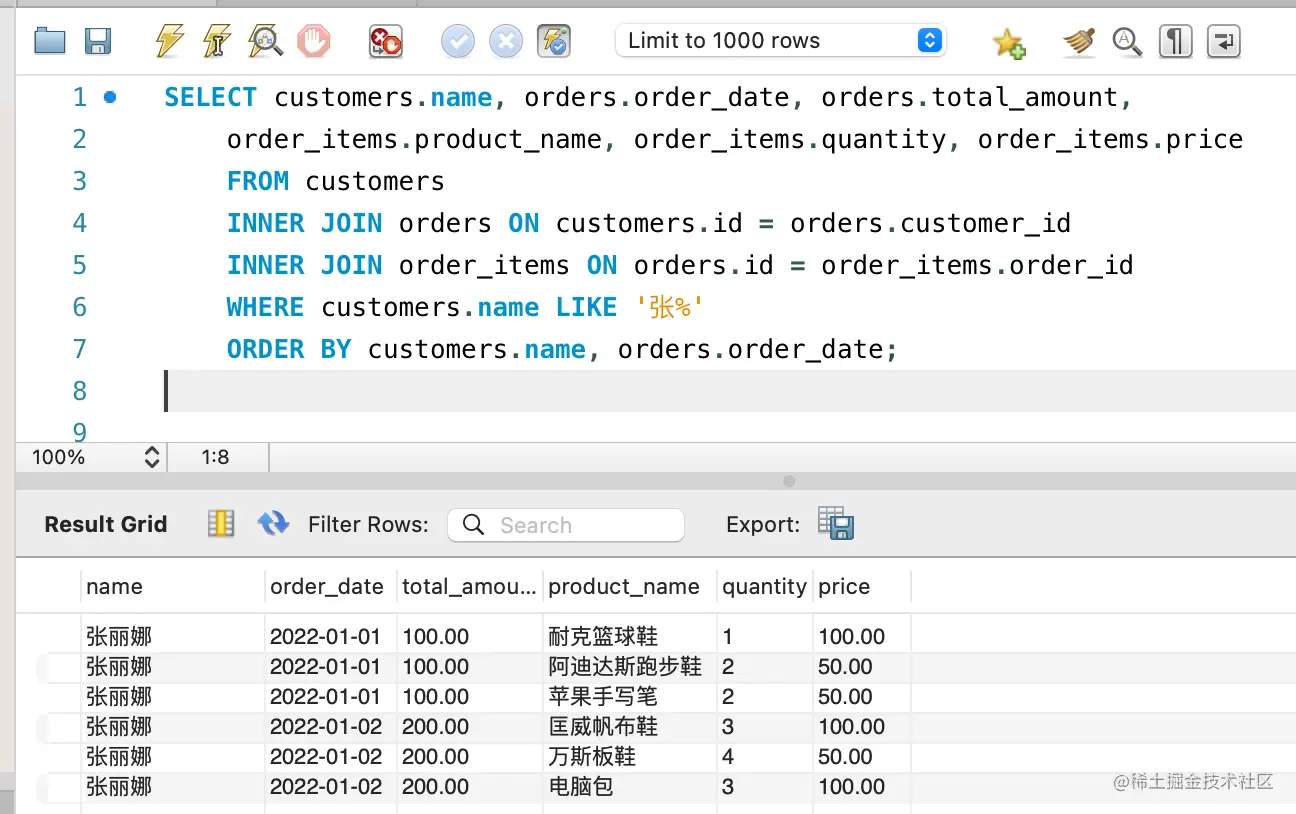 Limit to 1000 rows
1 SELECT customers.name, orders.order_date, orders.total_amount,
2 order_items.product_name, order_items.quantity, order_items.price
3 FROM customers
4 INNER JOIN orders ON customers.id = orders.customer_id
5 INNER JOIN order_items ON orders.id = order_items.order_id
6 WHERE customers.name LIKE '张%'
7 ORDER BY customers.name, orders.order_date;
8
9
100% 1:8
Result Grid Filter Rows: Search Export:
name order_date total_amou... product_name quantity price
张丽娜 2022-01-01 100.00 耐克篮球鞋 1 100.00
张丽娜 2022-01-01 100.00 阿迪达斯跑步鞋 2 50.00
张丽娜 2022-01-01 100.00 苹果手写笔 2 50.00
张丽娜 2022-01-02 200.00 匡威帆布鞋 3 100.00
张丽娜 2022-01-02 200.00 万斯板鞋 4 50.00
张丽娜 2022-01-02 200.00 电脑包 3 100.00
@稀土掘金技术社区